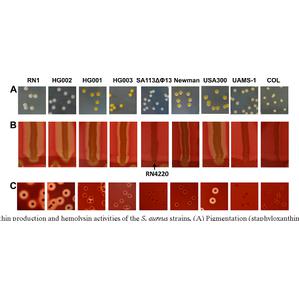 RN1 HG002 HG001 HG003 SA113ΔΦ13 Newman USA300 UAMS-1 COL
A
B
RN4220
C
thin production and hemolysin activities of the S. aureus strains. (A) Pigmentation (staphyloxanthin